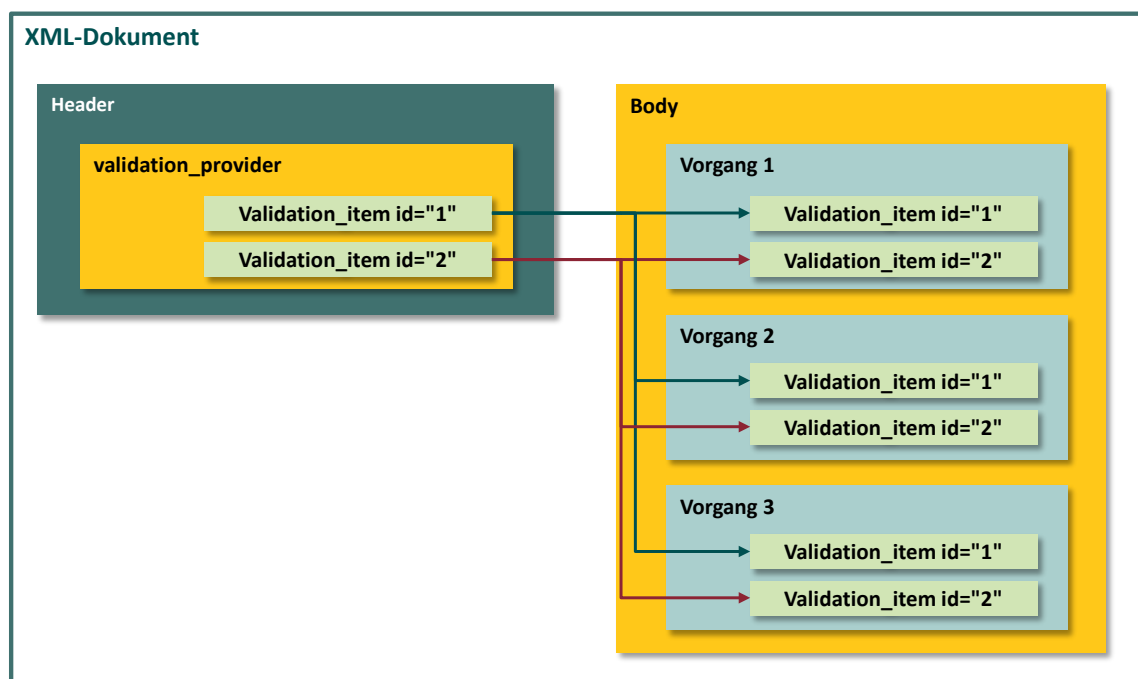 XML-Dokument
Header
validation_provider
Validation_item id="1"
Validation_item id="2"
Body
Vorgang 1
Validation_item id="1"
Validation_item id="2"
Vorgang 2
Validation_item id="1"
Validation_item id="2"
Vorgang 3
Validation_item id="1"
Validation_item id="2"